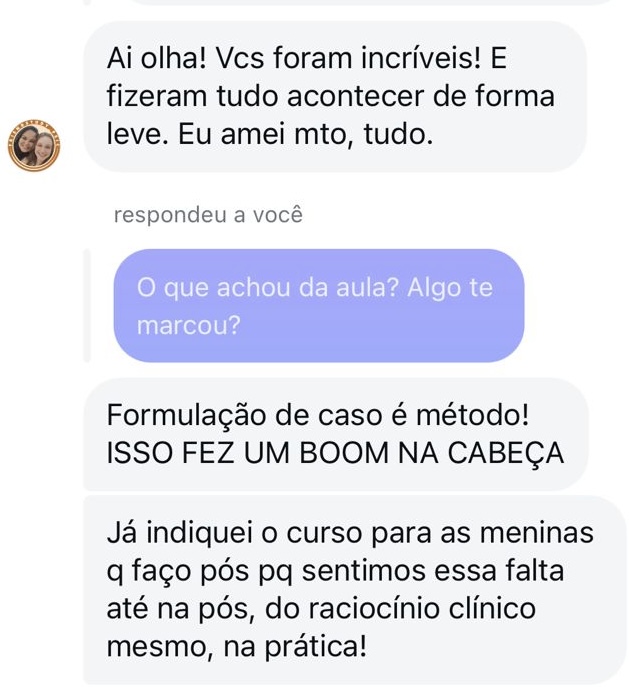 Ai olha! Vcs foram incríveis! E
fizeram tudo acontecer de forma
leve. Eu amei mto, tudo.
respondeu a você
O que achou da aula? Algo te
marcou?
Formulação de caso é método!
ISSO FEZ UM BOOM NA CABEÇA
Já indiquei o curso para as meninas
q faço pós pq sentimos essa falta
até na pós, do raciocínio clínico
mesmo, na prática!